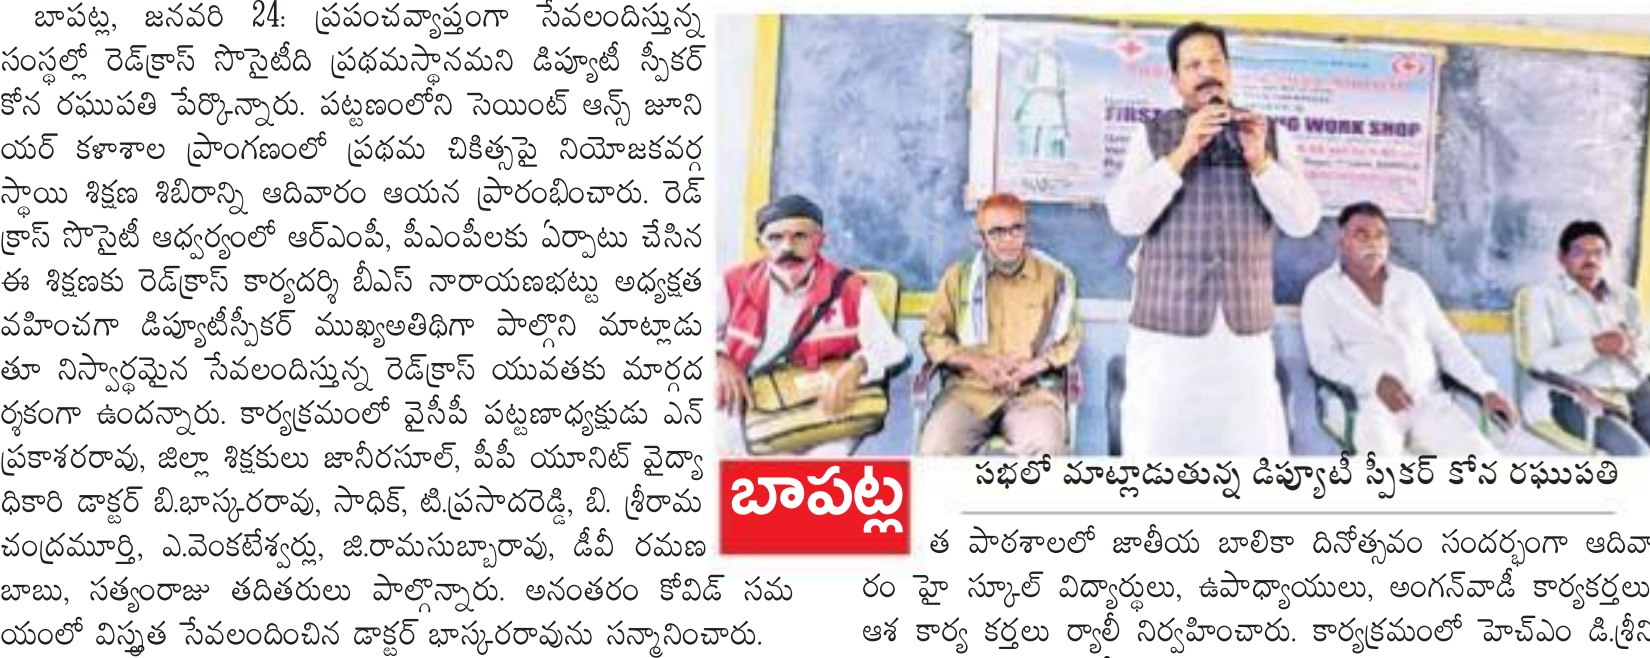 బాపట్ల, జనవరి 24: ప్రపంచవ్యాప్తంగా సేవలందిస్తున్న
సంస్థల్లో రెడ్‌క్రాస్ సొసైటీది ప్రథమస్థానమని డిప్యూటీ స్పీకర్
కోన రఘుపతి పేర్కొన్నారు. పట్టణంలోని సెయింట్ ఆన్స్ జూని
యర్ కళాశాల ప్రాంగణంలో ప్రథమ చికిత్సపై నియోజకవర్గ
స్థాయి శిక్షణ శిబిరాన్ని ఆదివారం ఆయన ప్రారంభించారు. రెడ్
క్రాస్ సొసైటీ ఆధ్వర్యంలో ఆర్ఎంపీ, పీఎంపీలకు ఏర్పాటు చేసిన
ఈ శిక్షణకు రెడ్‌క్రాస్ కార్యదర్శి బీఎస్ నారాయణభట్టు అధ్యక్షత
వహించగా డిప్యూటీస్పీకర్ ముఖ్యఅతిథిగా పాల్గొని మాట్లాడు
తూ నిస్వార్థమైన సేవలందిస్తున్న రెడ్‌క్రాస్ యువతకు మార్గద
ర్శకంగా ఉందన్నారు. కార్యక్రమంలో వైసీపీ పట్టణాధ్యక్షుడు ఎన్
ప్రకాశరరావు, జిల్లా శిక్షకులు జానీరసూల్, పీపీ యూనిట్ వైద్యా
ధికారి డాక్టర్ బి.భాస్కరరావు, సాధిక్, టి.ప్రసాదరెడ్డి, బి. శ్రీరామ
చంద్రమూర్తి, ఎ.వెంకటేశ్వర్లు, జి.రామసుబ్బారావు, డీవీ రమణ
బాబు, సత్యంరాజు తదితరులు పాల్గొన్నారు. అనంతరం కోవిడ్ సమ
యంలో విస్తృత సేవలందించిన డాక్టర్ భాస్కరరావును సన్మానించారు.
FIRST
NG WORK SHOP
సభలో మాట్లాడుతున్న డిప్యూటీ స్పీకర్ కోన రఘుపతి
బాపట్ల
త పాఠశాలలో జాతీయ బాలికా దినోత్సవం సందర్భంగా ఆదివా
రం హై స్కూల్ విద్యార్థులు, ఉపాధ్యాయులు, అంగన్‌వాడీ కార్యకర్తలు
ఆశ కార్య కర్తలు ర్యాలీ నిర్వహించారు. కార్యక్రమంలో హెచ్ఎం డి.శ్రీని